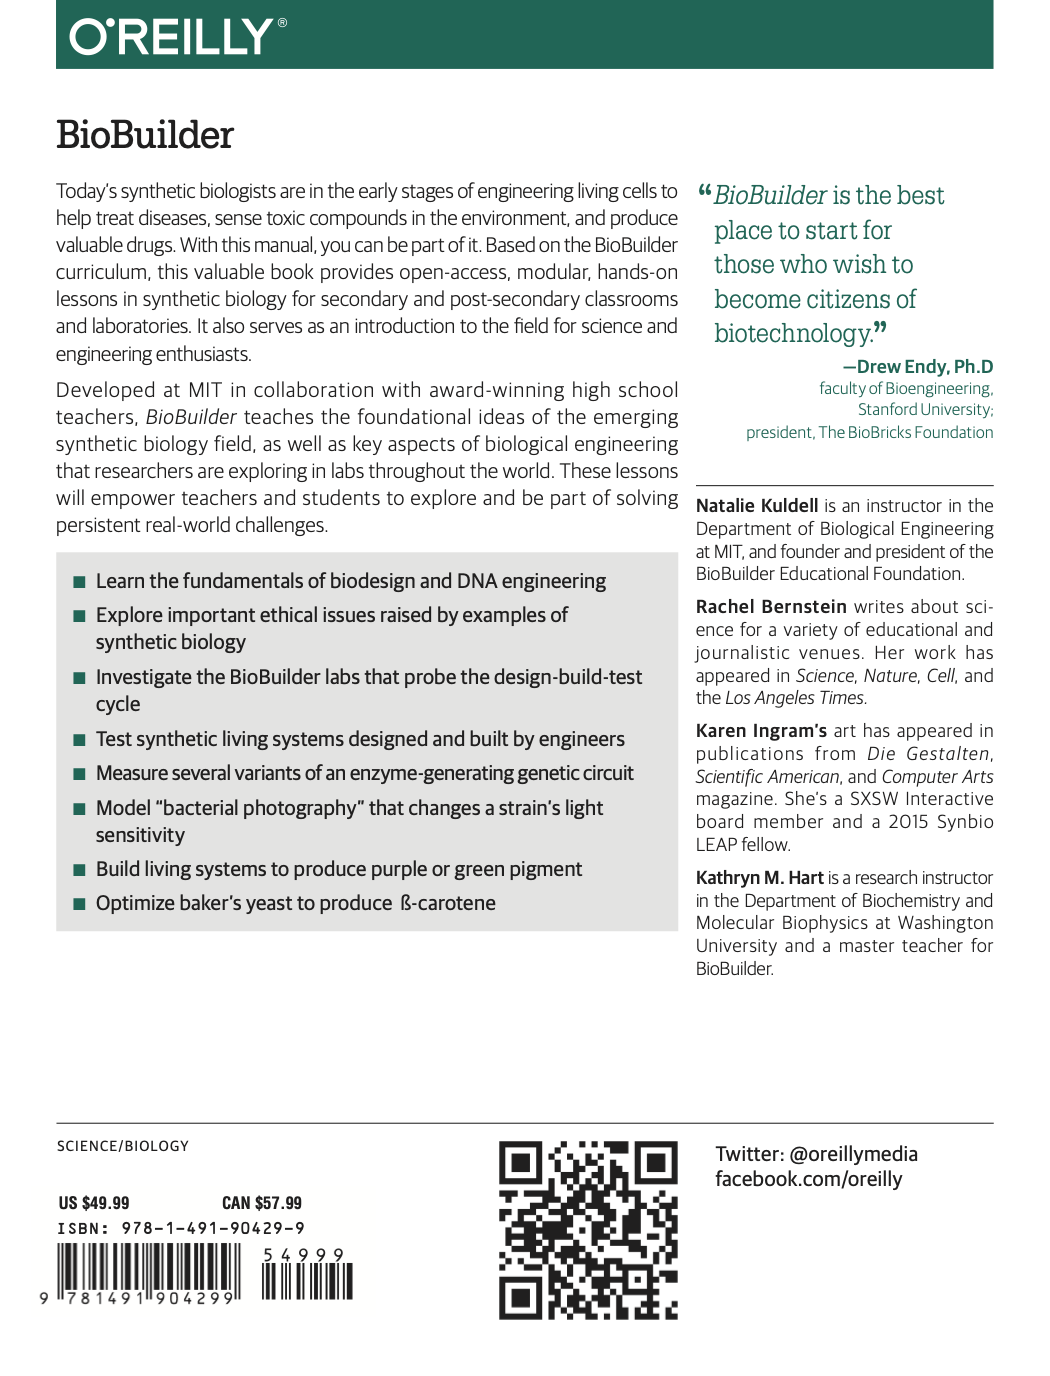 O'REILLY®
BioBuilder
Today's synthetic biologists are in the early stages of engineering living cells to
help treat diseases, sense toxic compounds in the environment, and produce
valuable drugs. With this manual, you can be part of it. Based on the BioBuilder
curriculum, this valuable book provides open-access, modular, hands-on
lessons in synthetic biology for secondary and post-secondary classrooms
and laboratories. It also serves as an introduction to the field for science and
engineering enthusiasts.
Developed at MIT in collaboration with award-winning high school
teachers, BioBuilder teaches the foundational ideas of the emerging
synthetic biology field, as well as key aspects of biological engineering
that researchers are exploring in labs throughout the world. These lessons
will empower teachers and students to explore and be part of solving
persistent real-world challenges.
■ Learn the fundamentals of biodesign and DNA engineering
■ Explore important ethical issues raised by examples of
synthetic biology
■ Investigate the BioBuilder labs that probe the design-build-test
cycle
■ Test synthetic living systems designed and built by engineers
■ Measure several variants of an enzyme-generating genetic circuit
■ Model “bacterial photography” that changes a strain's light
sensitivity
■ Build living systems to produce purple or green pigment
■ Optimize baker's yeast to produce ß-carotene
“BioBuilder is the best
place to start for
those who wish to
become citizens of
biotechnology.”
—Drew Endy, Ph.D
faculty of Bioengineering,
Stanford University;
president, The BioBricks Foundation
Natalie Kuldell is an instructor in the
Department of Biological Engineering
at MIT, and founder and president of the
BioBuilder Educational Foundation.
Rachel Bernstein writes about sci-
ence for a variety of educational and
journalistic venues. Her work has
appeared in Science, Nature, Cell, and
the Los Angeles Times.
Karen Ingram's art has appeared in
publications from Die Gestalten,
Scientific American, and Computer Arts
magazine. She's a SXSW Interactive
board member and a 2015 Synbio
LEAP fellow.
Kathryn M. Hart is a research instructor
in the Department of Biochemistry and
Molecular Biophysics at Washington
University and a master teacher for
BioBuilder.
SCIENCE/BIOLOGY
US $49.99 CAN $57.99
ISBN: 978-1-491-90429-9
54999
9 781491 904299
Twitter: @oreillymedia
facebook.com/oreilly